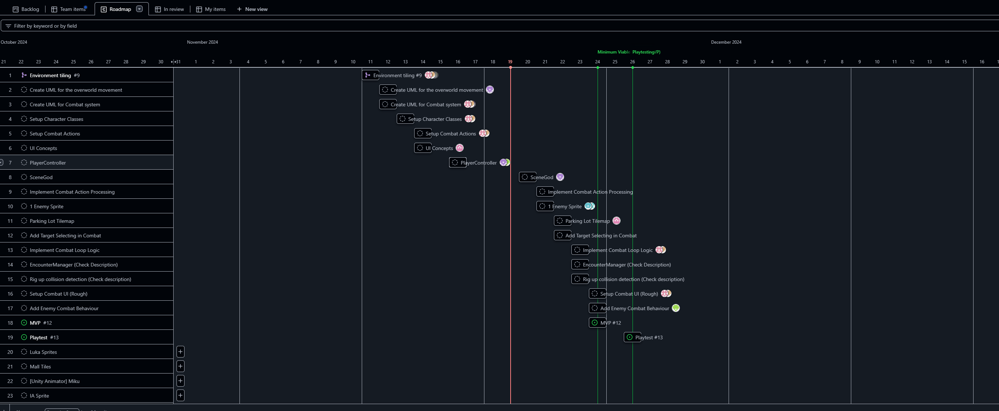 Backlog
Team items
Roadmap
In review
My items
New view
Filter by keyword or by field
October 2024
November 2024
December 2024
Minimum Viable
Playtesting
VP)
21 22 23 24 25 26 27 28 29 30 31 1 2 3 4 5 6 7 8 9 10 11 12 13 14 15 16 17 18 19 20 21 22 23 24 25 26 27 28 29 30 1 2 3 4 5 6 7 8 9 10 11 12 13 14 15 16
1 Environment tiling #9 Environment tiling #9
2 Create UML for the overworld movement Create UML for the overworld movement
3 Create UML for Combat system Create UML for Combat system
4 Setup Character Classes Setup Character Classes
5 Setup Combat Actions Setup Combat Actions
6 UI Concepts UI Concepts
7 PlayerController PlayerController
8 SceneGod SceneGod
9 Implement Combat Action Processing Implement Combat Action Processing
10 1 Enemy Sprite 1 Enemy Sprite
11 Parking Lot Tilemap Parking Lot Tilemap
12 Add Target Selecting in Combat Add Target Selecting in Combat
13 Implement Combat Loop Logic Implement Combat Loop Logic
14 EncounterManager (Check Description) EncounterManager (Check Description)
15 Rig up collision detection (Check description) Rig up collision detection (Check description)
16 Setup Combat UI (Rough) Setup Combat UI (Rough)
17 Add Enemy Combat Behaviour Add Enemy Combat Behaviour
18 MVP #12 MVP #12
19 Playtest #13 Playtest #13
20 Luka Sprites
21 Mall Tiles
22 [Unity Animator] Miku
23 IA Sprite